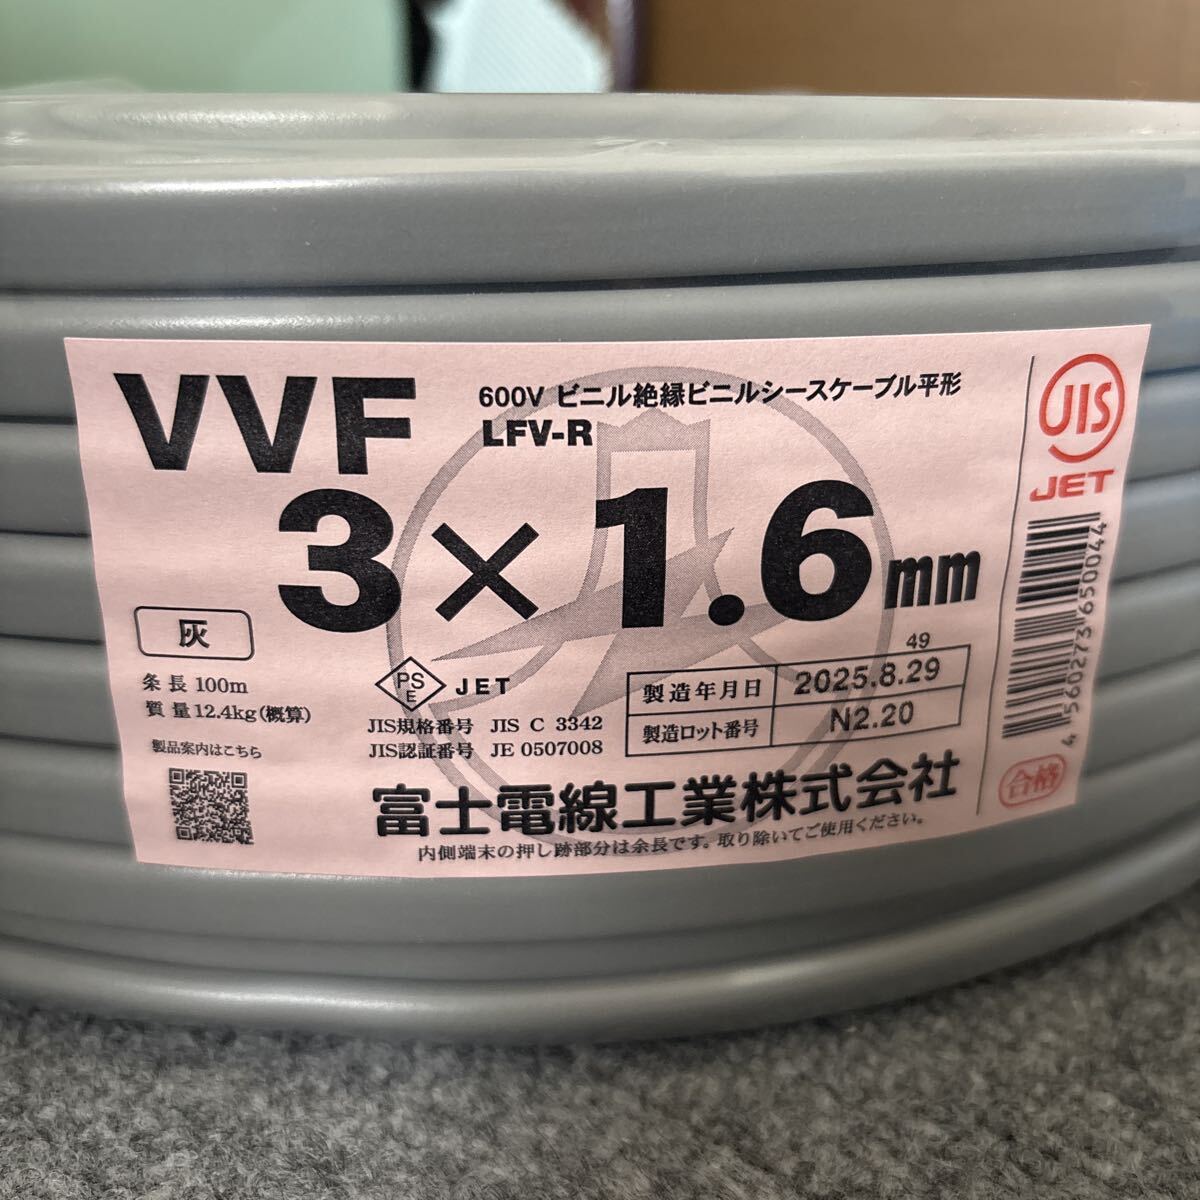 VVF
600V ビニル絶縁ビニルシースケーブル平形
LFV-R
3×1.6mm
灰
条長 100m
質量 12.4kg(概算)
製品案内はこちら
PS
E
JET
JIS規格番号 JIS C 3342
JIS認証番号 JE 0507008
49
製造年月日 2025.8.29
製造ロット番号 N2.20
富士電線工業株式会社
内側端末の押し跡部分は余長です。取り除いてご使用ください。
JIS
JET
4 560273 650044
合格